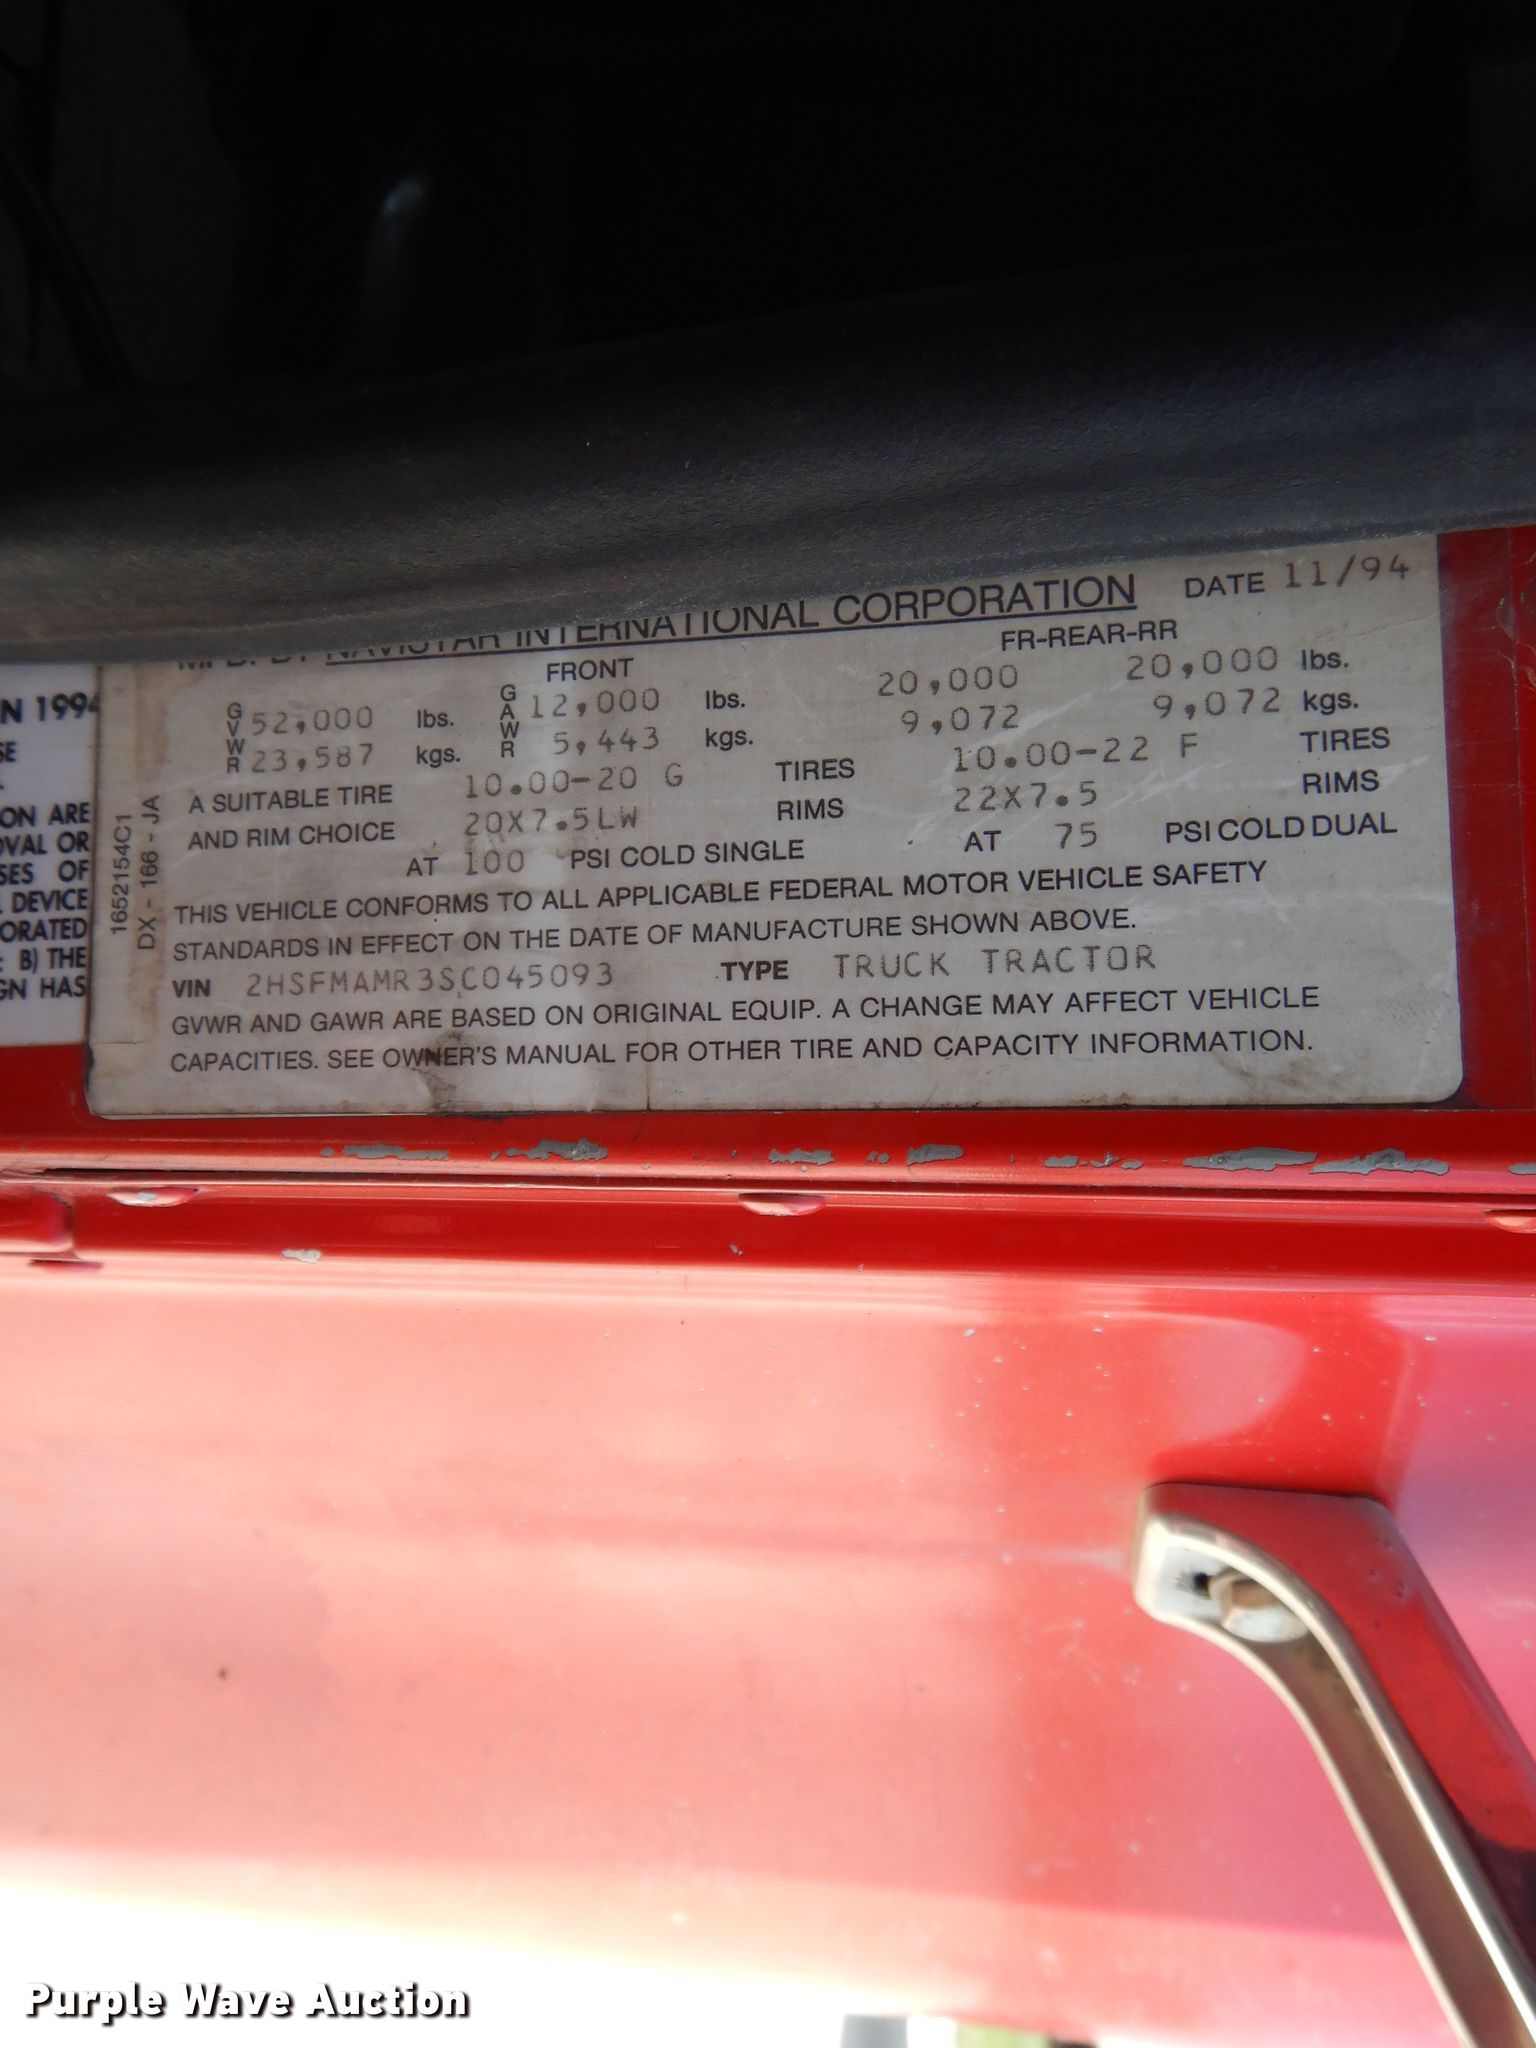 MFD. BY NAVISTAR INTERNATIONAL CORPORATION DATE 11/94
FRONT FR-REAR-RR
GVWR 52,000 lbs. GAWR 12,000 lbs. 20,000 20,000 lbs.
23,587 kgs. 5,443 kgs. 9,072 9,072 kgs.
A SUITABLE TIRE 10.00-20 G TIRES 10.00-22 F TIRES
AND RIM CHOICE 20X7.5LW RIMS 22X7.5 RIMS
AT 100 PSI COLD SINGLE AT 75 PSI COLD DUAL
THIS VEHICLE CONFORMS TO ALL APPLICABLE FEDERAL MOTOR VEHICLE SAFETY
STANDARDS IN EFFECT ON THE DATE OF MANUFACTURE SHOWN ABOVE.
VIN 2HSFMAMR3SC045093 TYPE TRUCK TRACTOR
GVWR AND GAWR ARE BASED ON ORIGINAL EQUIP. A CHANGE MAY AFFECT VEHICLE
CAPACITIES. SEE OWNER'S MANUAL FOR OTHER TIRE AND CAPACITY INFORMATION.
1652154C1
DX - 166 - JA
N 1994
SE
ON ARE
OVAL OR
SES OF
DEVICE
ORATED
: B) THE
GN HAS
Purple Wave Auction